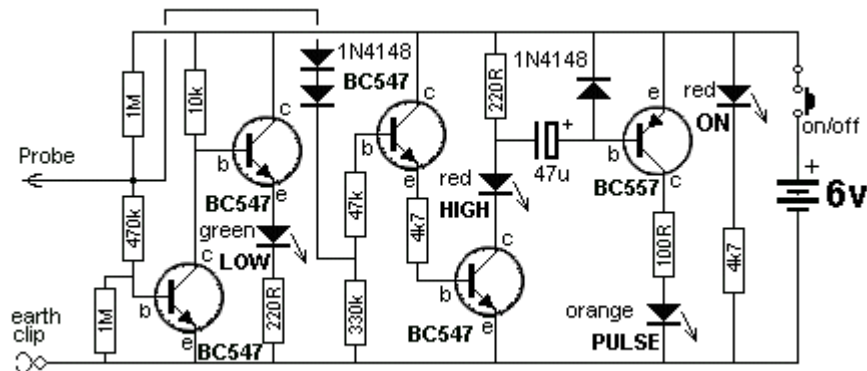 1N4148
BC547
1M
10k
c
b
e
BC547
Probe
470k
green
LOW
c
b
e
BC547
1M
220R
earth
clip
c
b
e
47k
4k7
330k
220R
red
HIGH
c
b
e
BC547
1N4148
+
47u
e
b
c
BC557
100R
orange
PULSE
red
ON
4k7
on/off
+
6v